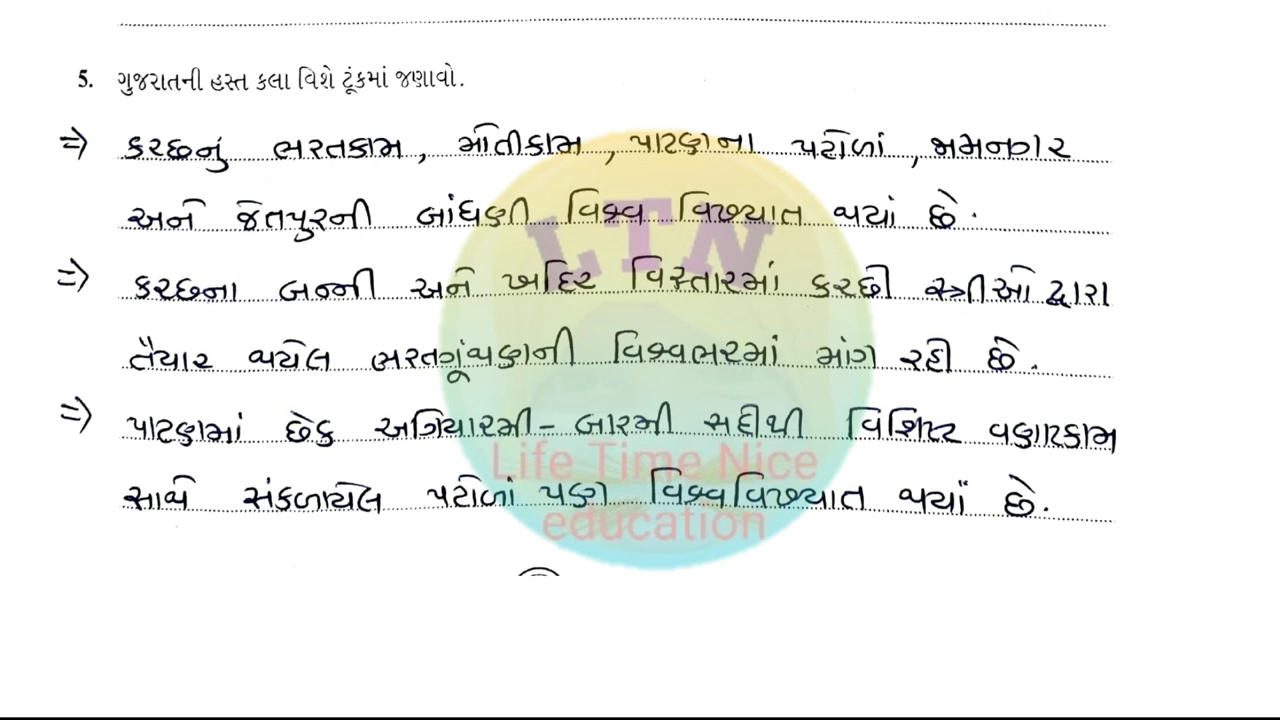 5. ગુજરાતની હસ્ત કલા વિશે ટૂંકમાં જણાવો.
⇒ કચ્છનું ભરતકામ, મોતીકામ, પાટણના પટોળાં, જામનગર
અને જેતપુરની બાંધણી વિશ્વ વિખ્યાત થયાં છે.
⇒ કચ્છના બન્ની અને ખદિર વિસ્તારમાં કચ્છી સ્ત્રીઓ દ્વારા
તૈયાર થયેલ ભરતગૂંથણની વિશ્વભરમાં માંગ રહી છે.
⇒ પાટણમાં છેક અગિયારમી - બારમી સદીથી વિશિષ્ટ વણાટકામ
સાથે સંકળાયેલ પટોળાં પણ વિશ્વવિખ્યાત થયાં છે.
LTN
Life Time Nice
education